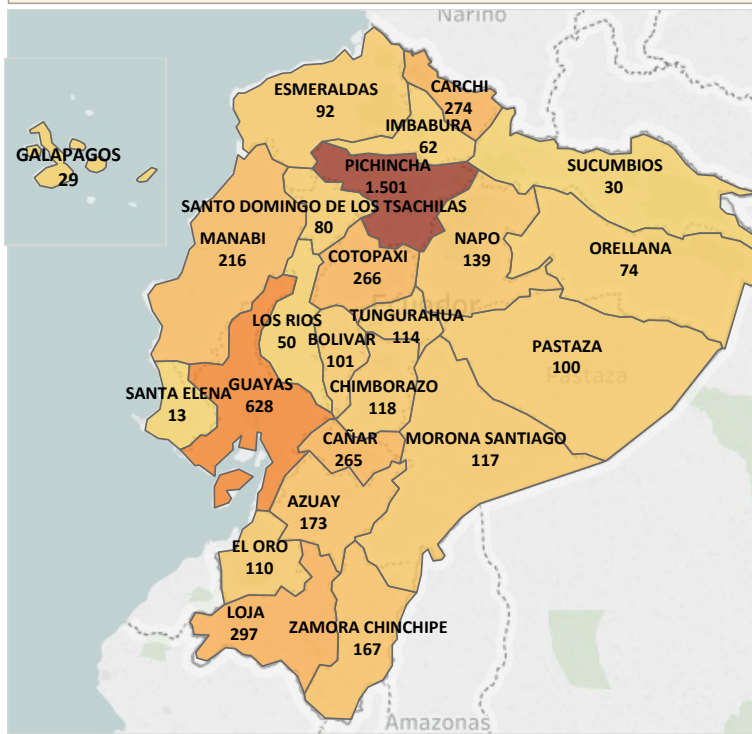 Nariño
ESMERALDAS
92
CARCHI
274
IMBABURA
62
GALAPAGOS
29
PICHINCHA
1.501
SUCUMBIOS
30
SANTO DOMINGO DE LOS TSACHILAS
80
MANABI
216
NAPO
139
ORELLANA
74
COTOPAXI
266
Ecuador
TUNGURAHUA
114
LOS RIOS
50
BOLIVAR
101
PASTAZA
100
Pastaza
SANTA ELENA
13
GUAYAS
628
CHIMBORAZO
118
CAÑAR
265
MORONA SANTIAGO
117
AZUAY
173
EL ORO
110
LOJA
297
ZAMORA CHINCHIPE
167
Amazonas